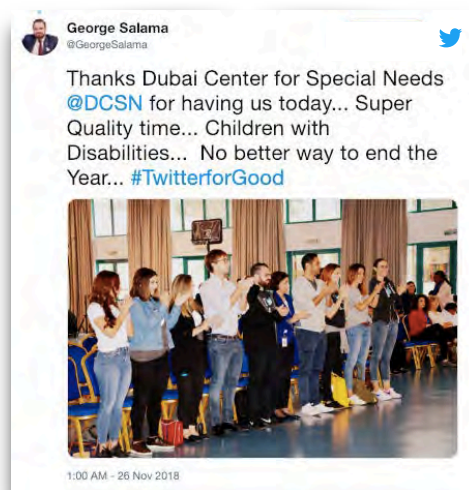 George Salama
@GeorgeSalama
Thanks Dubai Center for Special Needs
@DCSN for having us today... Super
Quality time... Children with
Disabilities... No better way to end the
Year... #TwitterforGood
1:00 AM - 26 Nov 2018